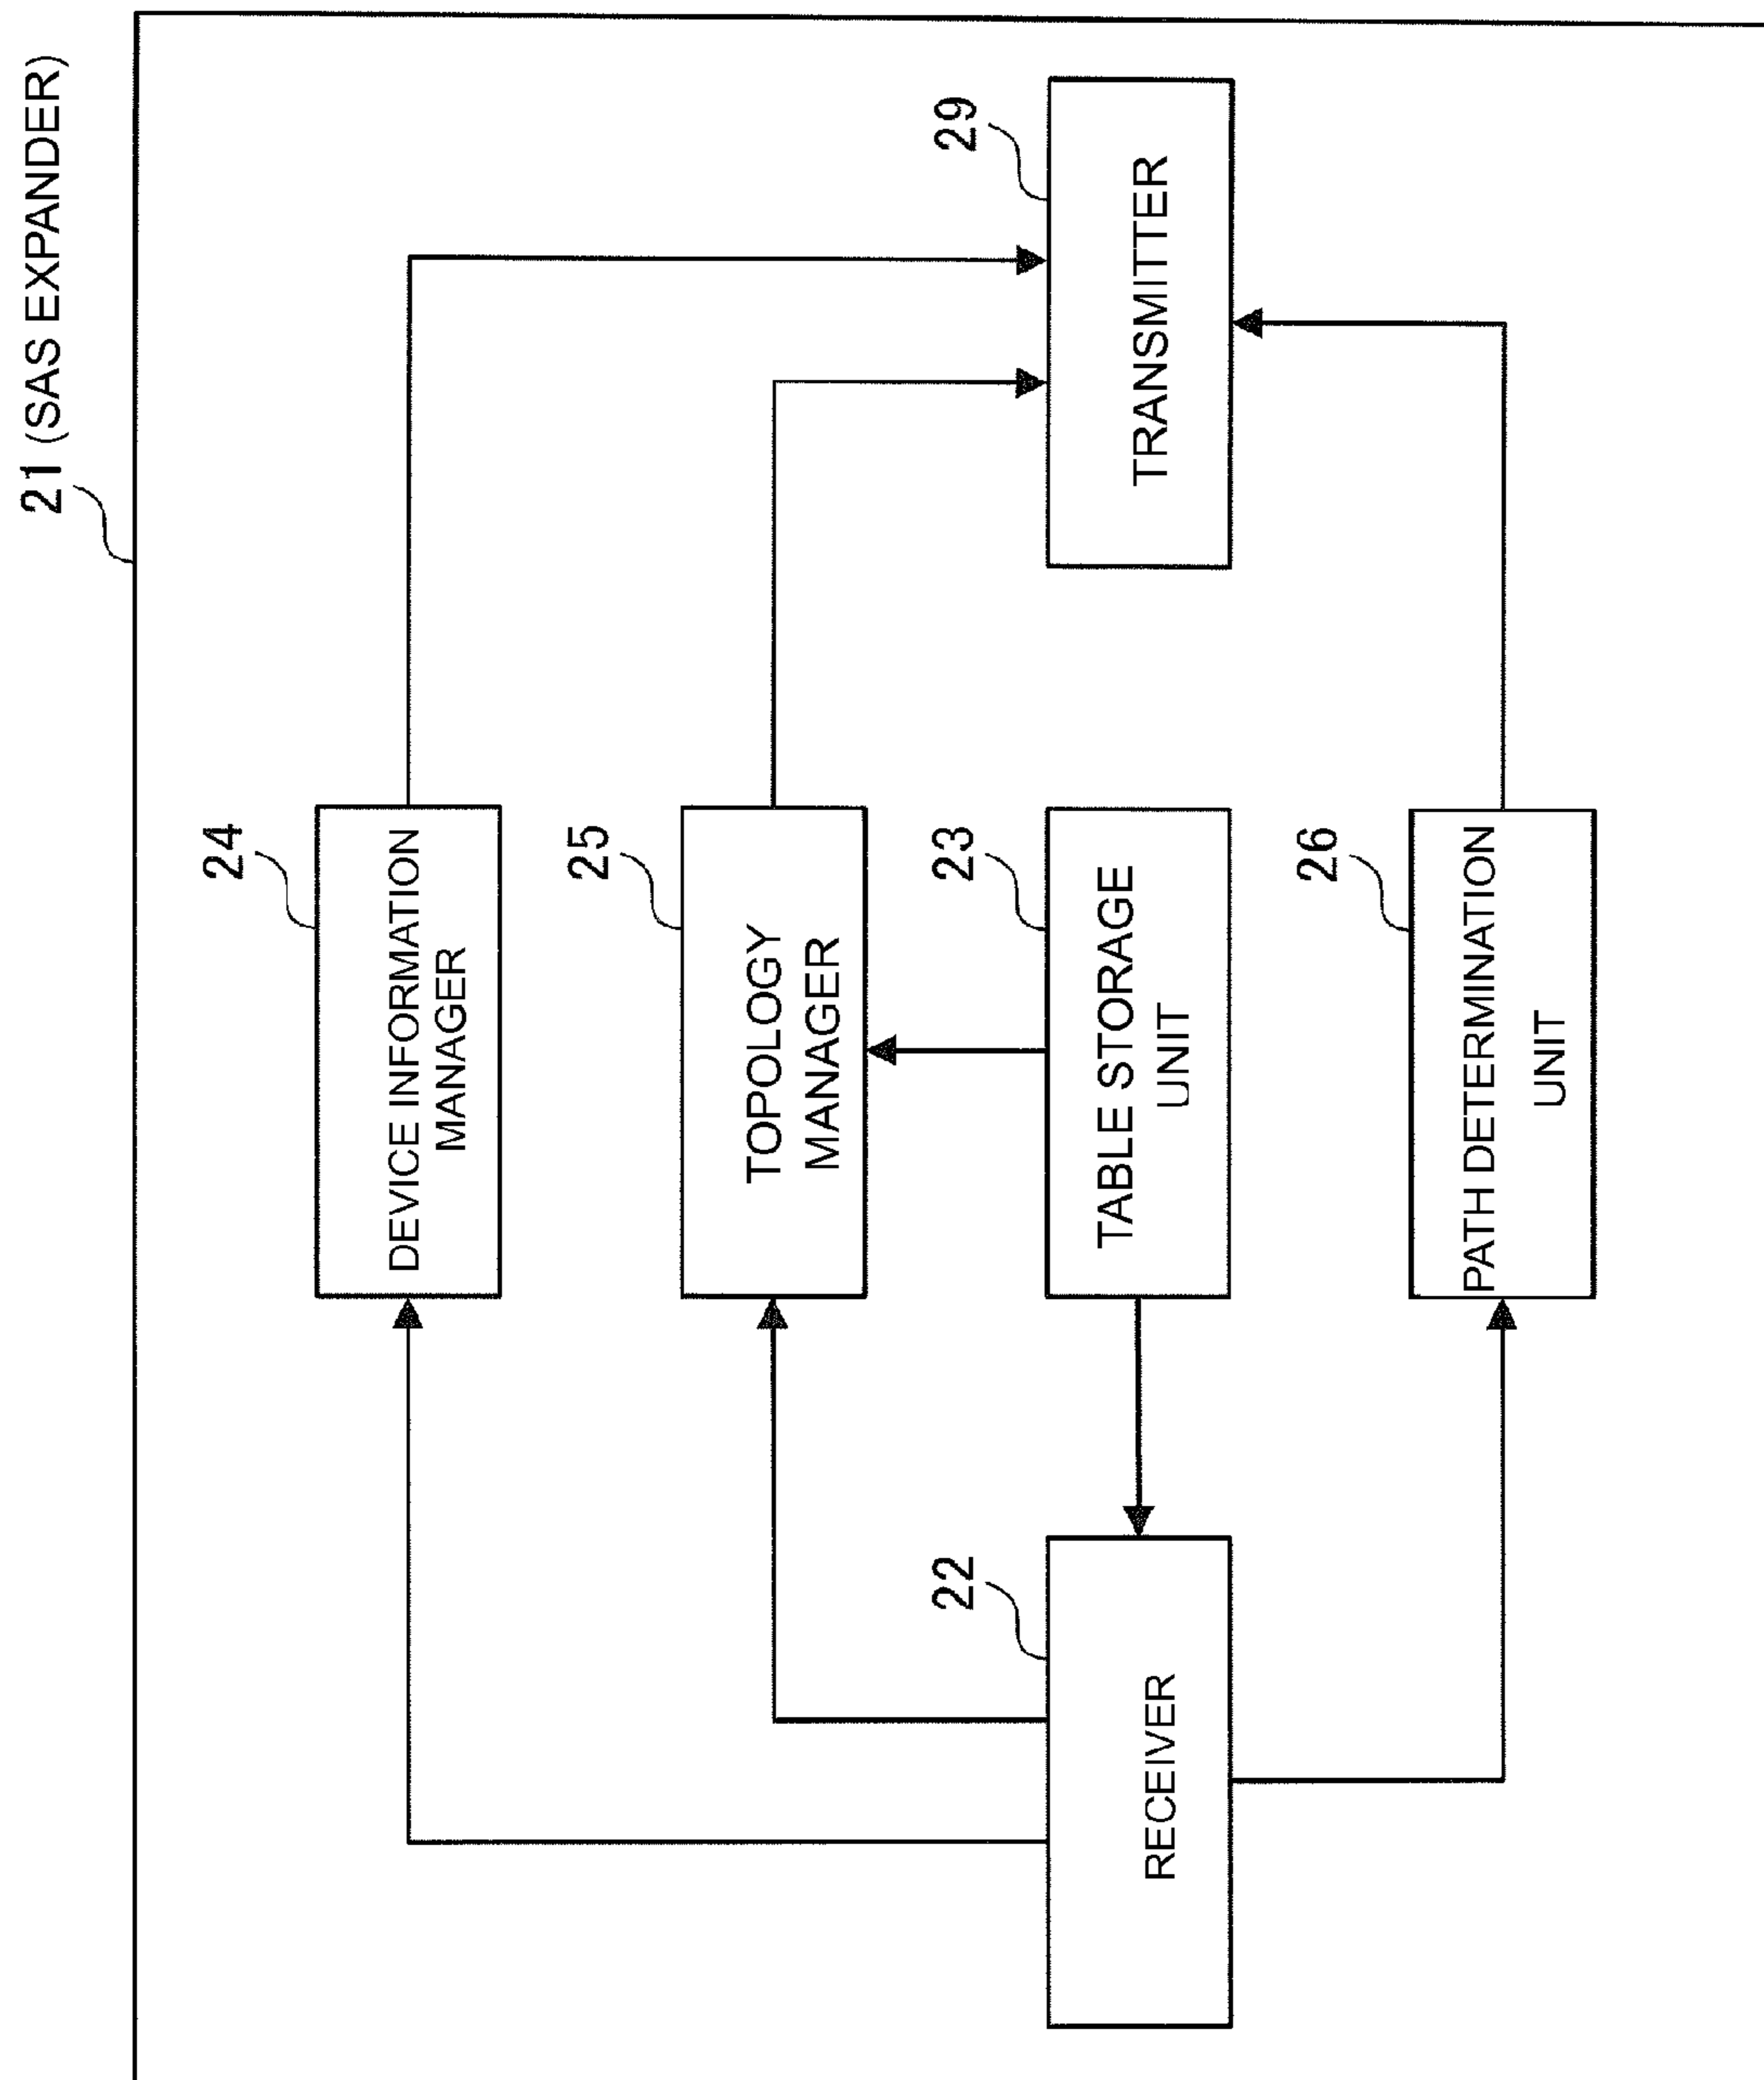 21 (SAS EXPANDER)
24
DEVICE INFORMATION
MANAGER
25
TOPOLOGY
MANAGER
22
RECEIVER
23
TABLE STORAGE
UNIT
29
TRANSMITTER
26
PATH DETERMINATION
UNIT